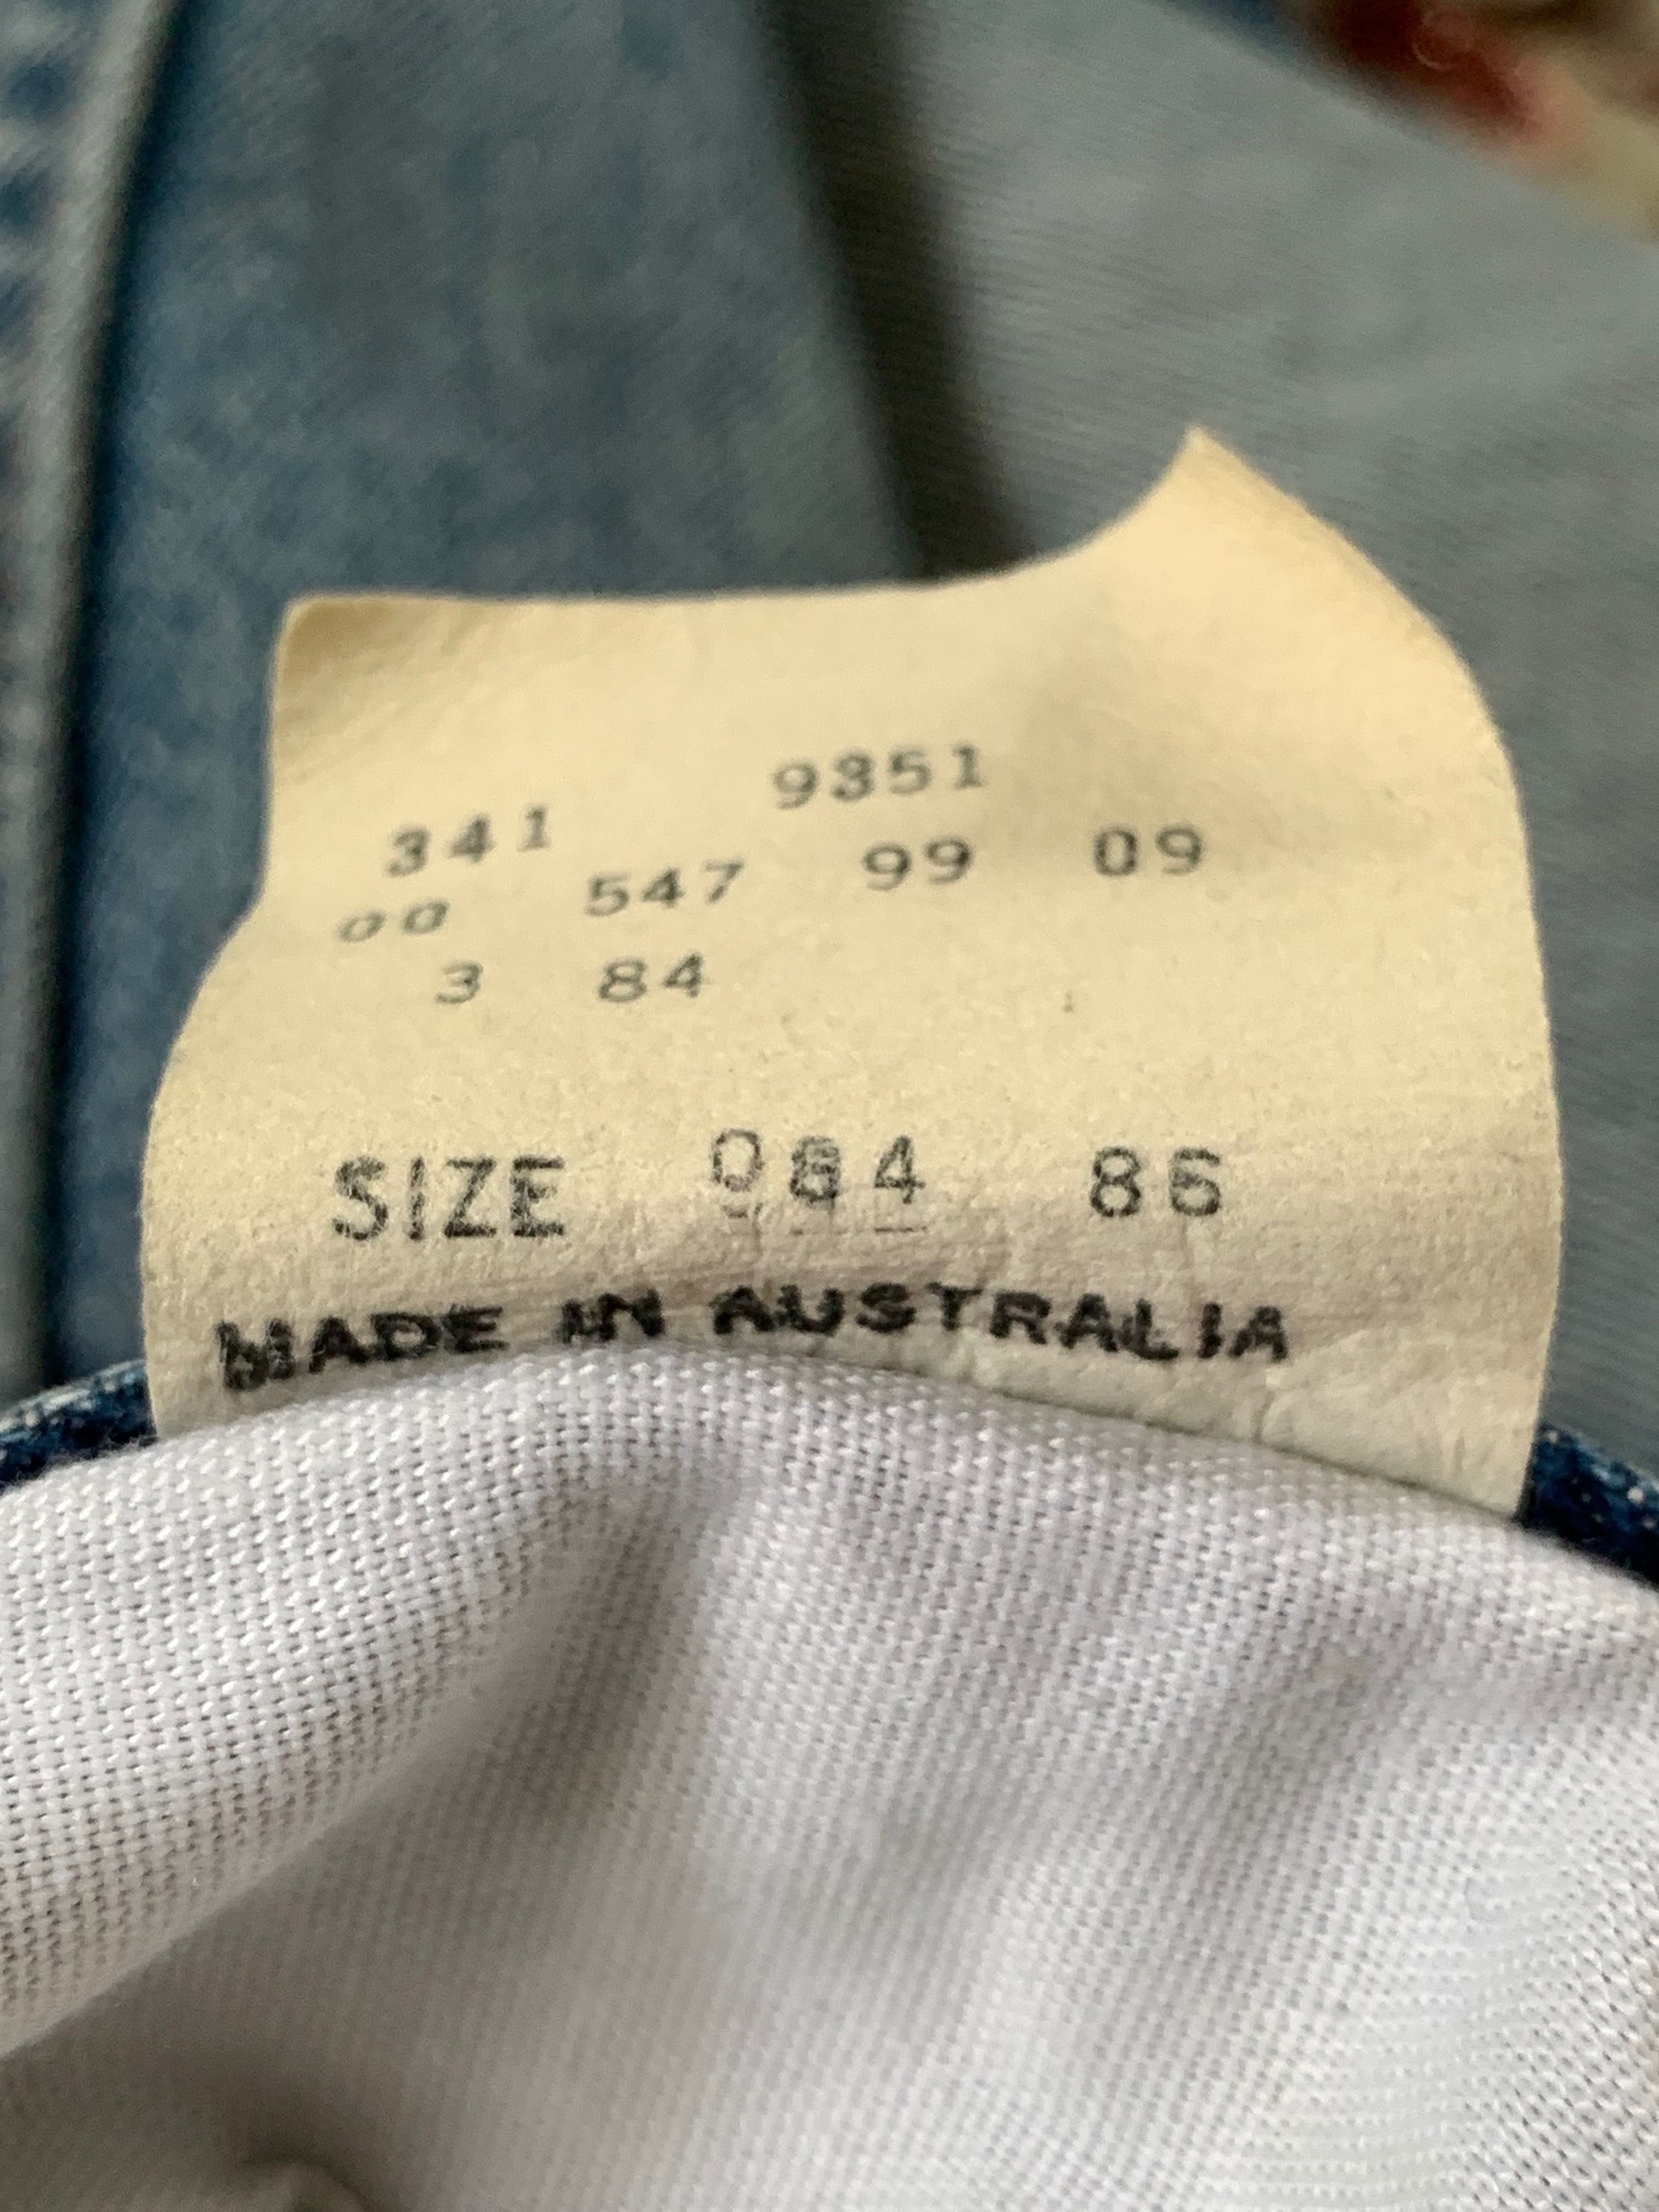 9351
341
00 547 99 09
3 84
SIZE 084 86
MADE IN AUSTRALIA